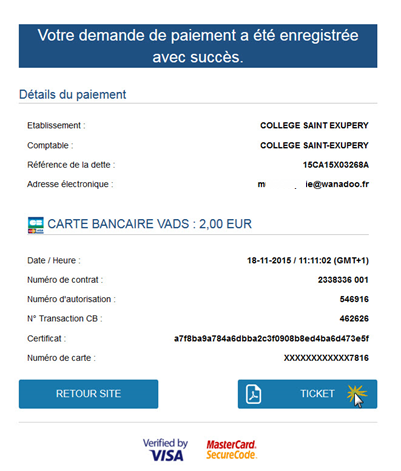 Votre demande de paiement a été enregistrée
avec succès.
Détails du paiement
Etablissement : COLLEGE SAINT EXUPERY
Comptable : COLLEGE SAINT-EXUPERY
Référence de la dette : 15CA15X03268A
Adresse électronique : m ie@wanadoo.fr
CARTE BANCAIRE VADS : 2,00 EUR
Date / Heure : 18-11-2015 / 11:11:02 (GMT+1)
Numéro de contrat : 2338336 001
Numéro d'autorisation : 546916
N° Transaction CB : 462626
Certificat : a7f8ba9a784a6dbba2c3f0908b8ed4ba6d473e5f
Numéro de carte : XXXXXXXXXXXX7816
RETOUR SITE TICKET
Verified by MasterCard.
VISA SecureCode.